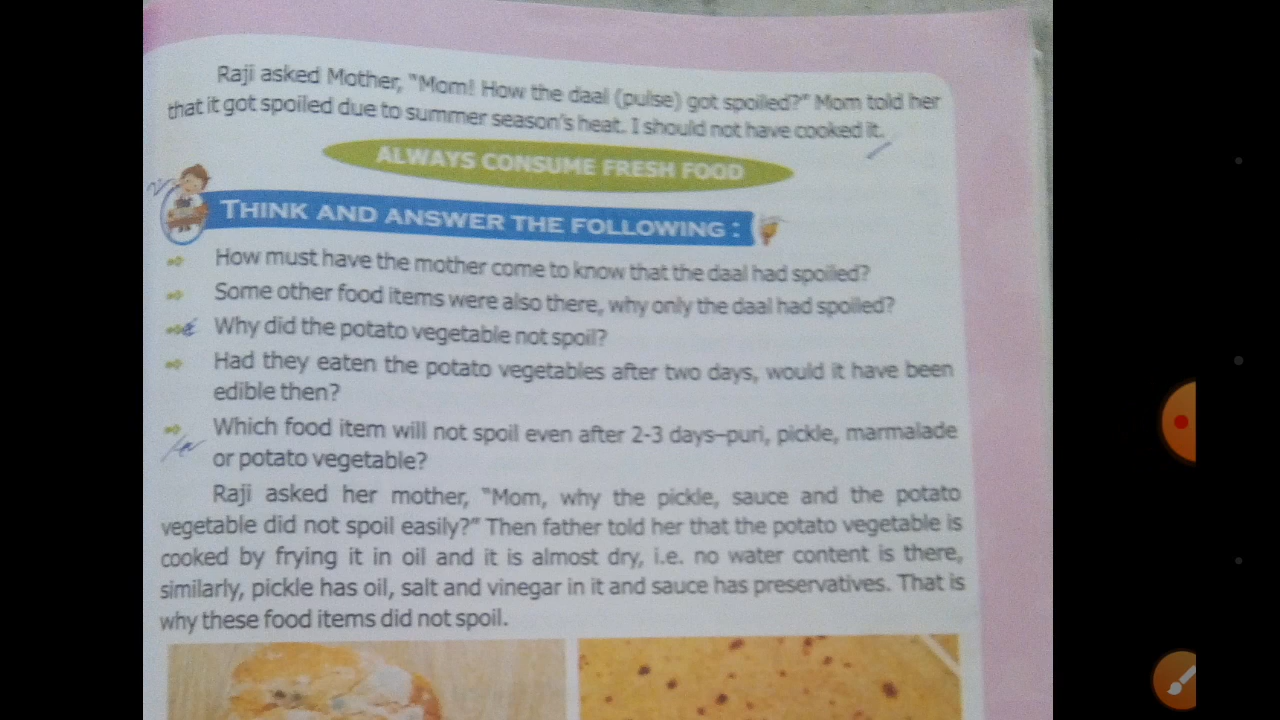 Raji asked Mother, "Mom! How the daal (pulse) got spoiled?" Mom told her
that it got spoiled due to summer season's heat. I should not have cooked it.
ALWAYS CONSUME FRESH FOOD
THINK AND ANSWER THE FOLLOWING :
How must have the mother come to know that the daal had spoiled?
Some other food items were also there, why only the daal had spoiled?
Why did the potato vegetable not spoil?
Had they eaten the potato vegetables after two days, would it have been
edible then?
Which food item will not spoil even after 2-3 days–puri, pickle, marmalade
or potato vegetable?
Raji asked her mother, "Mom, why the pickle, sauce and the potato
vegetable did not spoil easily?" Then father told her that the potato vegetable is
cooked by frying it in oil and it is almost dry, i.e. no water content is there,
similarly, pickle has oil, salt and vinegar in it and sauce has preservatives. That is
why these food items did not spoil.